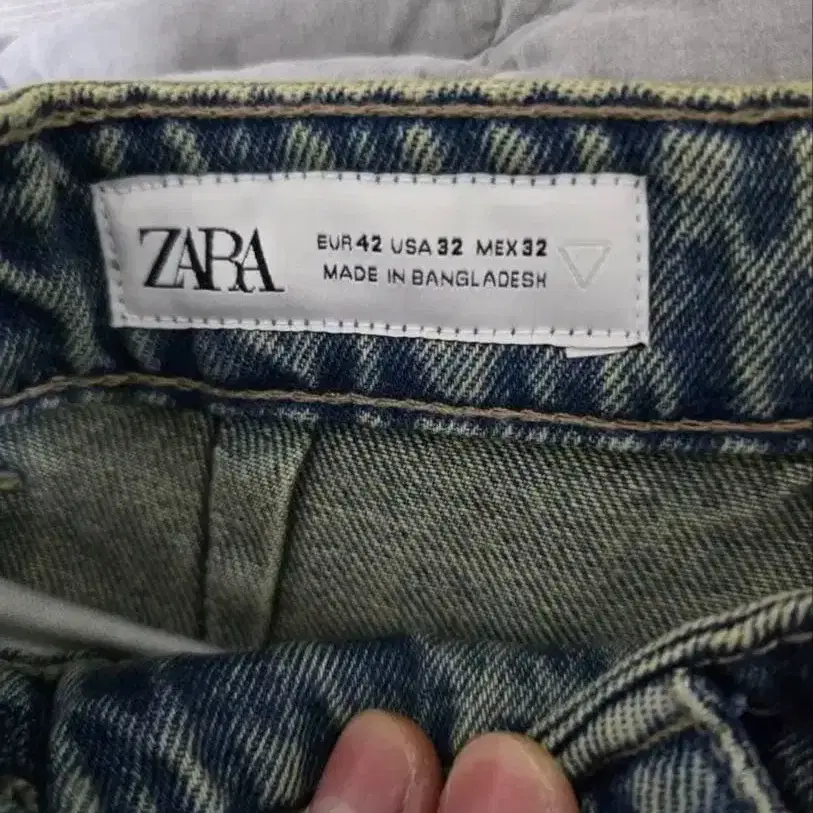 ZARA
EUR 42 USA 32 MEX 32
MADE IN BANGLADESH